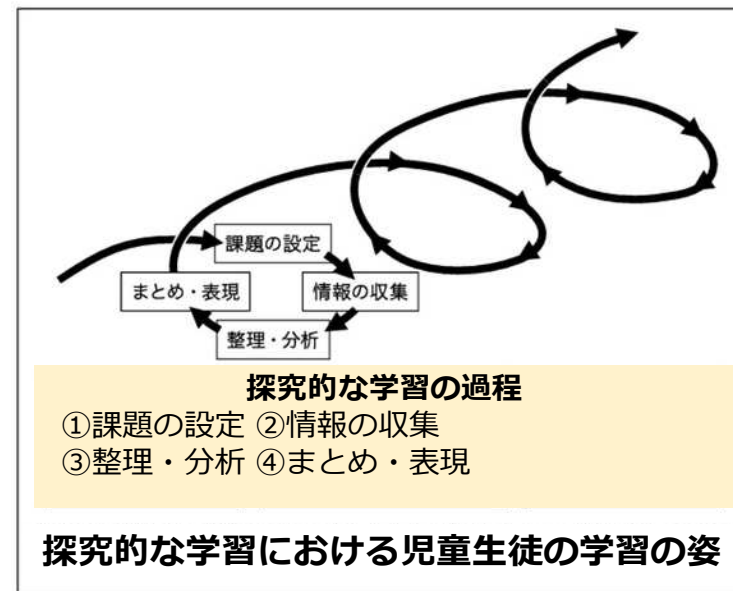 課題の設定
まとめ・表現
情報の収集
整理・分析
探究的な学習の過程
①課題の設定 ②情報の収集
③整理・分析 ④まとめ・表現
探究的な学習における児童生徒の学習の姿